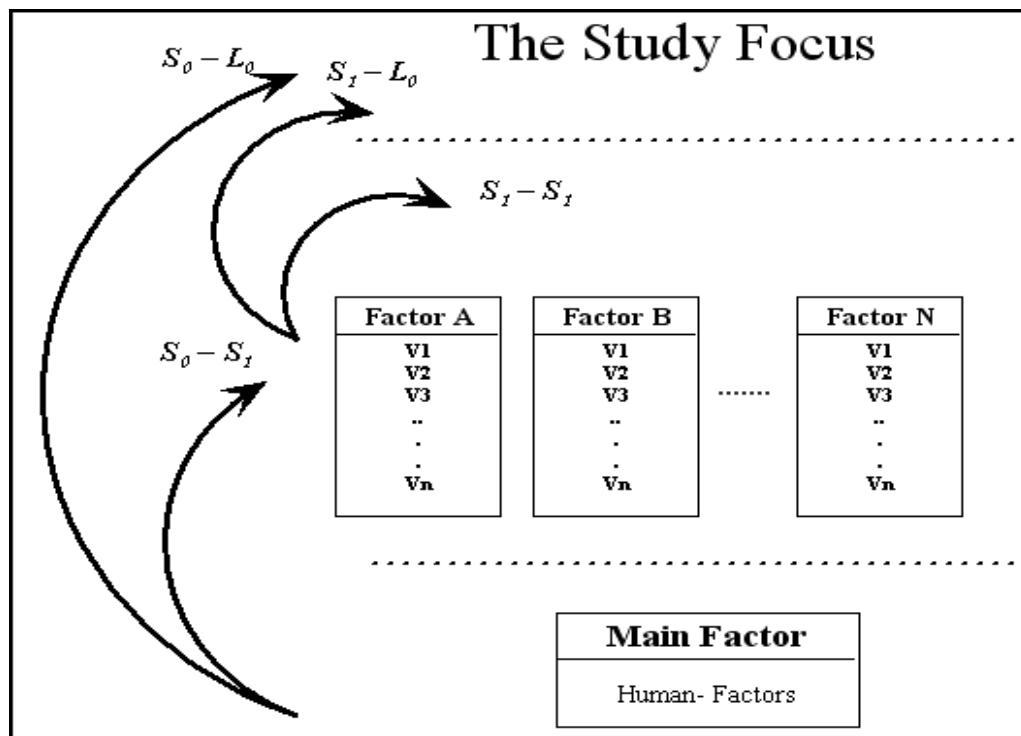 The Study Focus
S₀ – L₀
S₁ – L₀
S₁ – S₁
S₀ – S₁
Factor A
V1
V2
V3
..
.
.
Vn
Factor B
V1
V2
V3
..
.
.
Vn
.......
Factor N
V1
V2
V3
..
.
.
Vn
Main Factor
Human- Factors